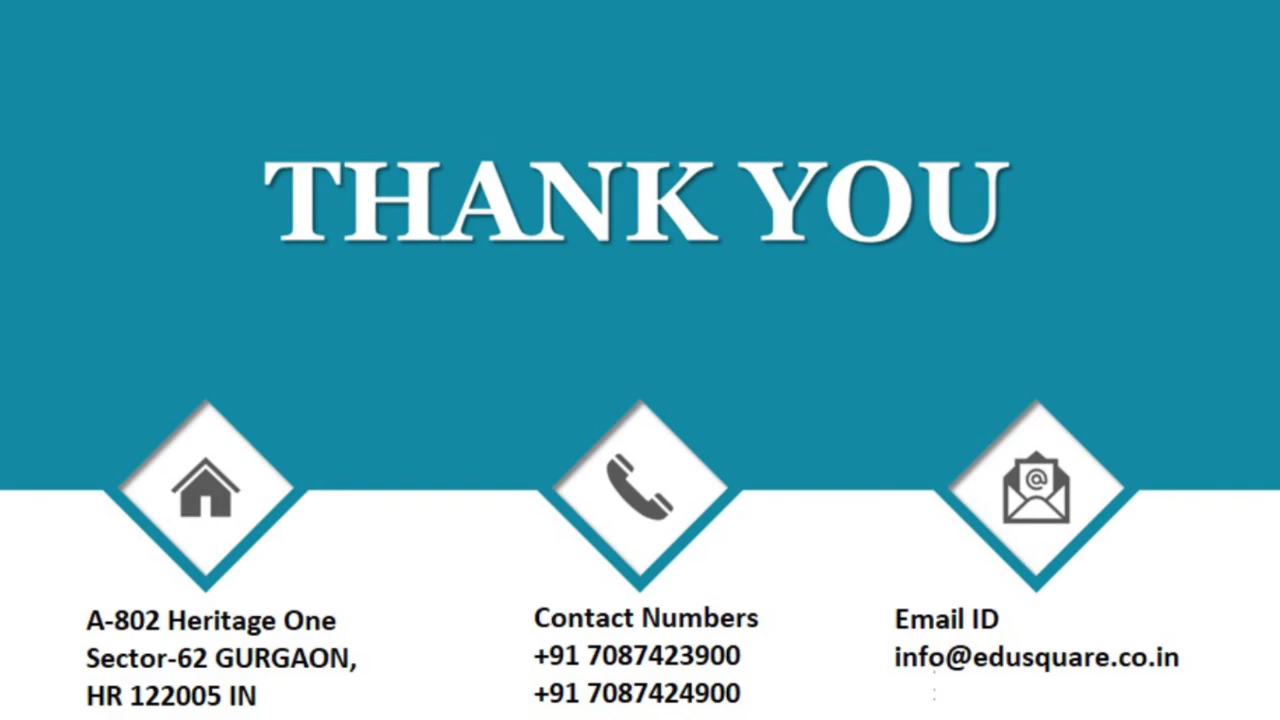 THANK YOU
A-802 Heritage One
Sector-62 GURGAON,
HR 122005 IN
Contact Numbers
+91 7087423900
+91 7087424900
Email ID
info@edusquare.co.in